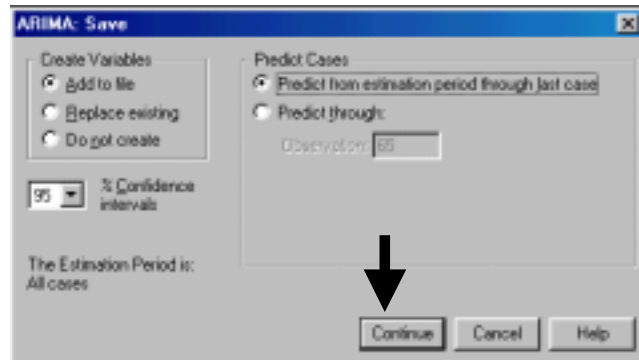 ARIMA: Save
Create Variables
Add to file
Replace existing
Do not create
95 % Confidence intervals
The Estimation Period is:
All cases
Predict Cases
Predict from estimation period through last case
Predict through:
Observation: 65
Continue Cancel Help